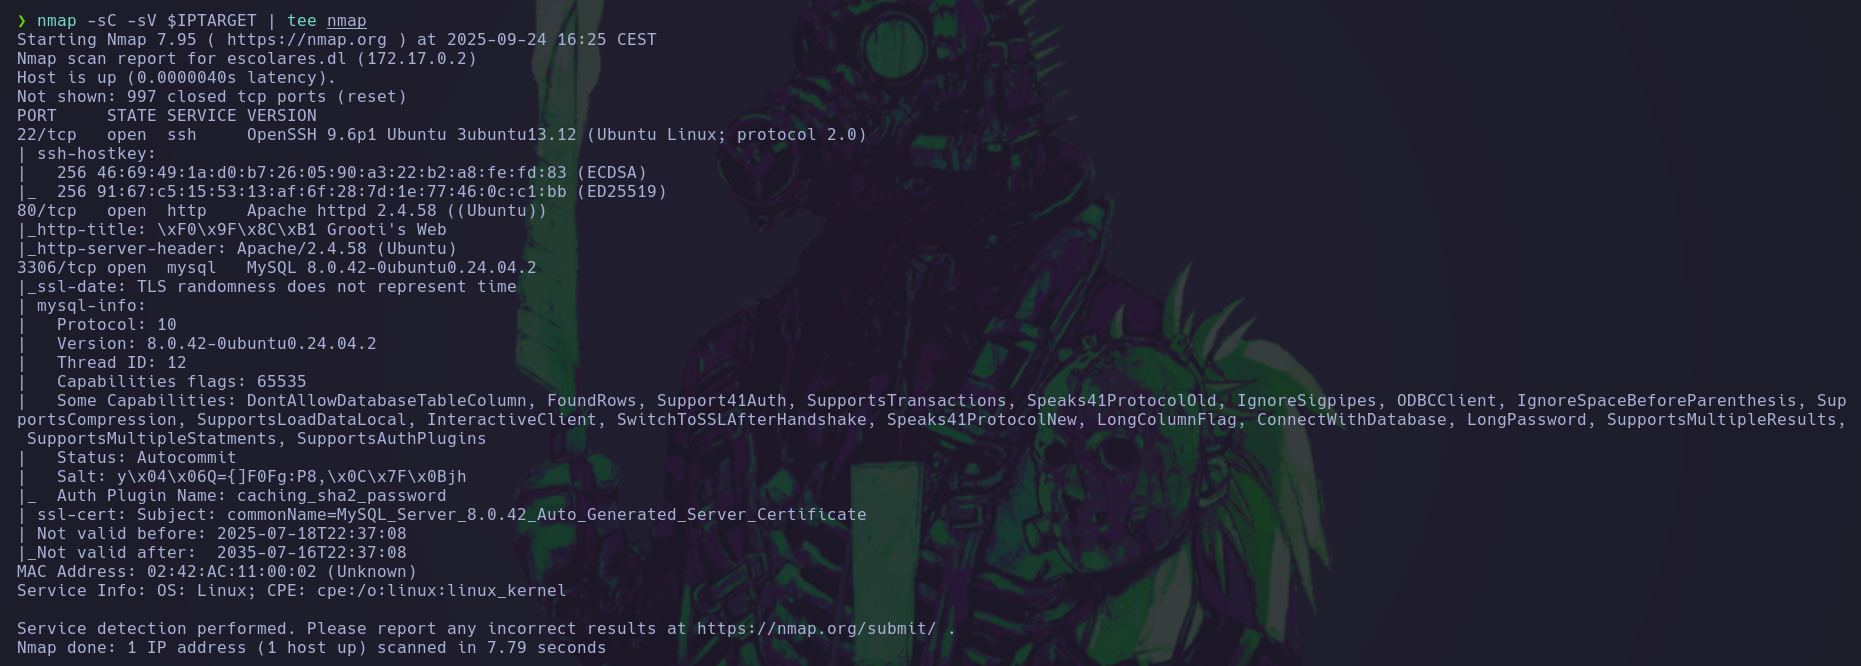 ❯ nmap -sC -sV $IPTARGET | tee nmap
Starting Nmap 7.95 ( https://nmap.org ) at 2025-09-24 16:25 CEST
Nmap scan report for escolares.dl (172.17.0.2)
Host is up (0.0000040s latency).
Not shown: 997 closed tcp ports (reset)
PORT     STATE SERVICE VERSION
22/tcp   open  ssh     OpenSSH 9.6p1 Ubuntu 3ubuntu13.12 (Ubuntu Linux; protocol 2.0)
| ssh-hostkey:
|   256 46:69:49:1a:d0:b7:26:05:90:a3:22:b2:a8:fe:fd:83 (ECDSA)
|_  256 91:67:c5:15:53:13:af:6f:28:7d:1e:77:46:0c:c1:bb (ED25519)
80/tcp   open  http    Apache httpd 2.4.58 ((Ubuntu))
|_http-title: \xF0\x9F\x8C\xB1 Grooti's Web
|_http-server-header: Apache/2.4.58 (Ubuntu)
3306/tcp open  mysql   MySQL 8.0.42-0ubuntu0.24.04.2
|_ssl-date: TLS randomness does not represent time
| mysql-info:
|   Protocol: 10
|   Version: 8.0.42-0ubuntu0.24.04.2
|   Thread ID: 12
|   Capabilities flags: 65535
|   Some Capabilities: DontAllowDatabaseTableColumn, FoundRows, Support41Auth, SupportsTransactions, Speaks41ProtocolOld, IgnoreSigpipes, ODBCClient, IgnoreSpaceBeforeParenthesis, Sup
portsCompression, SupportsLoadDataLocal, InteractiveClient, SwitchToSSLAfterHandshake, Speaks41ProtocolNew, LongColumnFlag, ConnectWithDatabase, LongPassword, SupportsMultipleResults,
 SupportsMultipleStatments, SupportsAuthPlugins
|   Status: Autocommit
|   Salt: y\x04\x06Q={]F0Fg:P8,\x0C\x7F\x0Bjh
|_  Auth Plugin Name: caching_sha2_password
| ssl-cert: Subject: commonName=MySQL_Server_8.0.42_Auto_Generated_Server_Certificate
| Not valid before: 2025-07-18T22:37:08
|_Not valid after:  2035-07-16T22:37:08
MAC Address: 02:42:AC:11:00:02 (Unknown)
Service Info: OS: Linux; CPE: cpe:/o:linux:linux_kernel

Service detection performed. Please report any incorrect results at https://nmap.org/submit/ .
Nmap done: 1 IP address (1 host up) scanned in 7.79 seconds